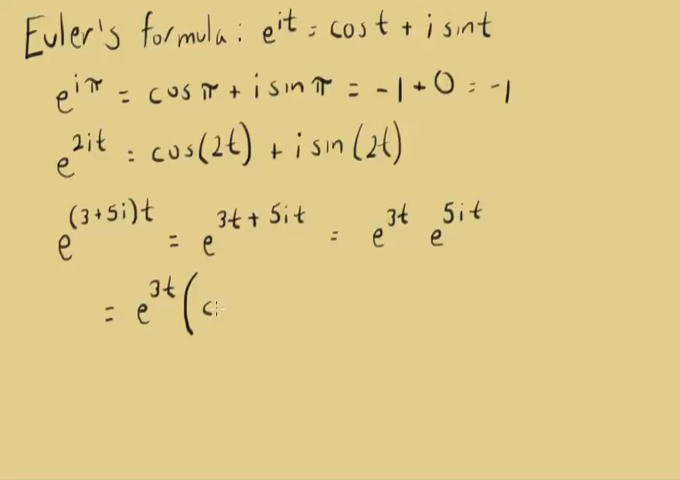 Euler's formula: e^{it} = cos t + i sin t
e^{iπ} = cos π + i sin π = -1 + 0 = -1
e^{2it} = cos(2t) + i sin(2t)
e^{(3+5i)t} = e^{3t+5it} = e^{3t} e^{5it}
= e^{3t} (c